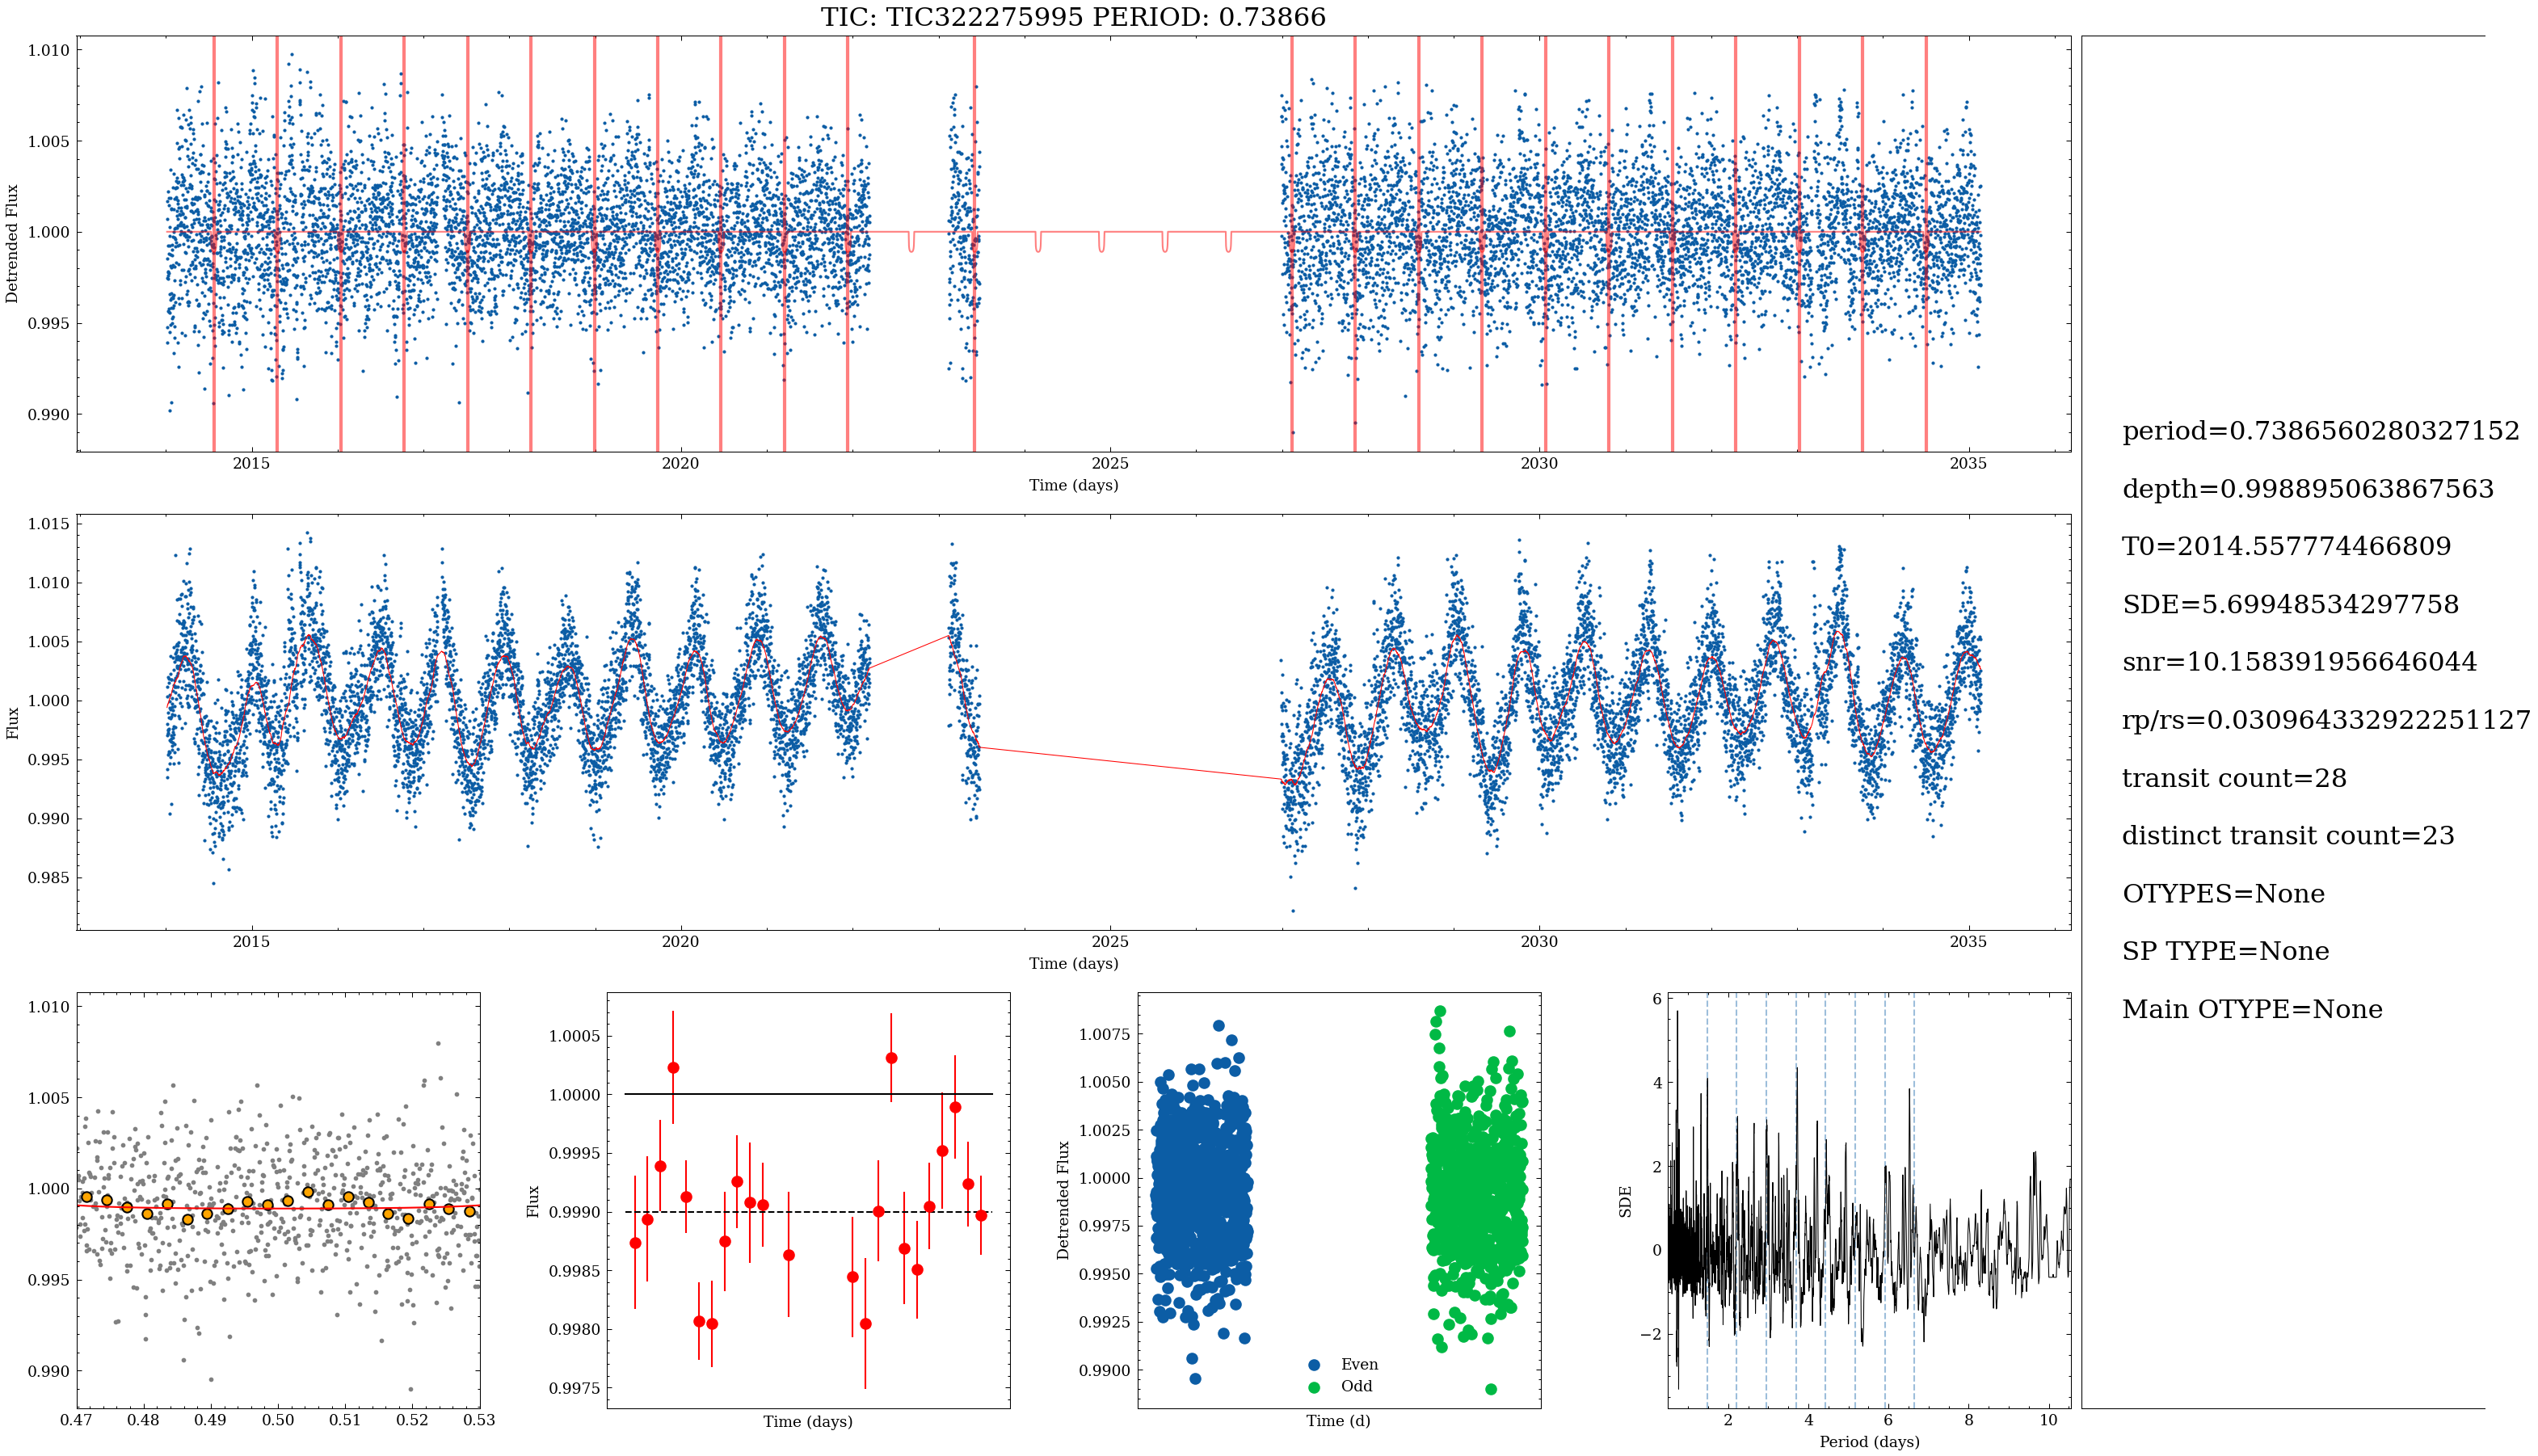 TIC: TIC322275995 PERIOD: 0.73866
1.010
1.005
1.000
0.995
0.990
Detrended Flux
2015
2020
2025
2030
2035
Time (days)
1.015
1.010
1.005
1.000
0.995
0.990
0.985
Flux
2015
2020
2025
2030
2035
Time (days)
period=0.7386560280327152
depth=0.998895063867563
T0=2014.557774466809
SDE=5.69948534297758
snr=10.158391956646044
rp/rs=0.030964332922251127
transit count=28
distinct transit count=23
OTYPES=None
SP TYPE=None
Main OTYPE=None
1.010
1.005
1.000
0.995
0.990
0.47
0.48
0.49
0.50
0.51
0.52
0.53
1.0005
1.0000
0.9995
0.9990
0.9985
0.9980
0.9975
Flux
Time (days)
1.0075
1.0050
1.0025
1.0000
0.9975
0.9950
0.9925
0.9900
Detrended Flux
Even
Odd
Time (d)
6
4
2
0
−2
SDE
2
4
6
8
10
Period (days)